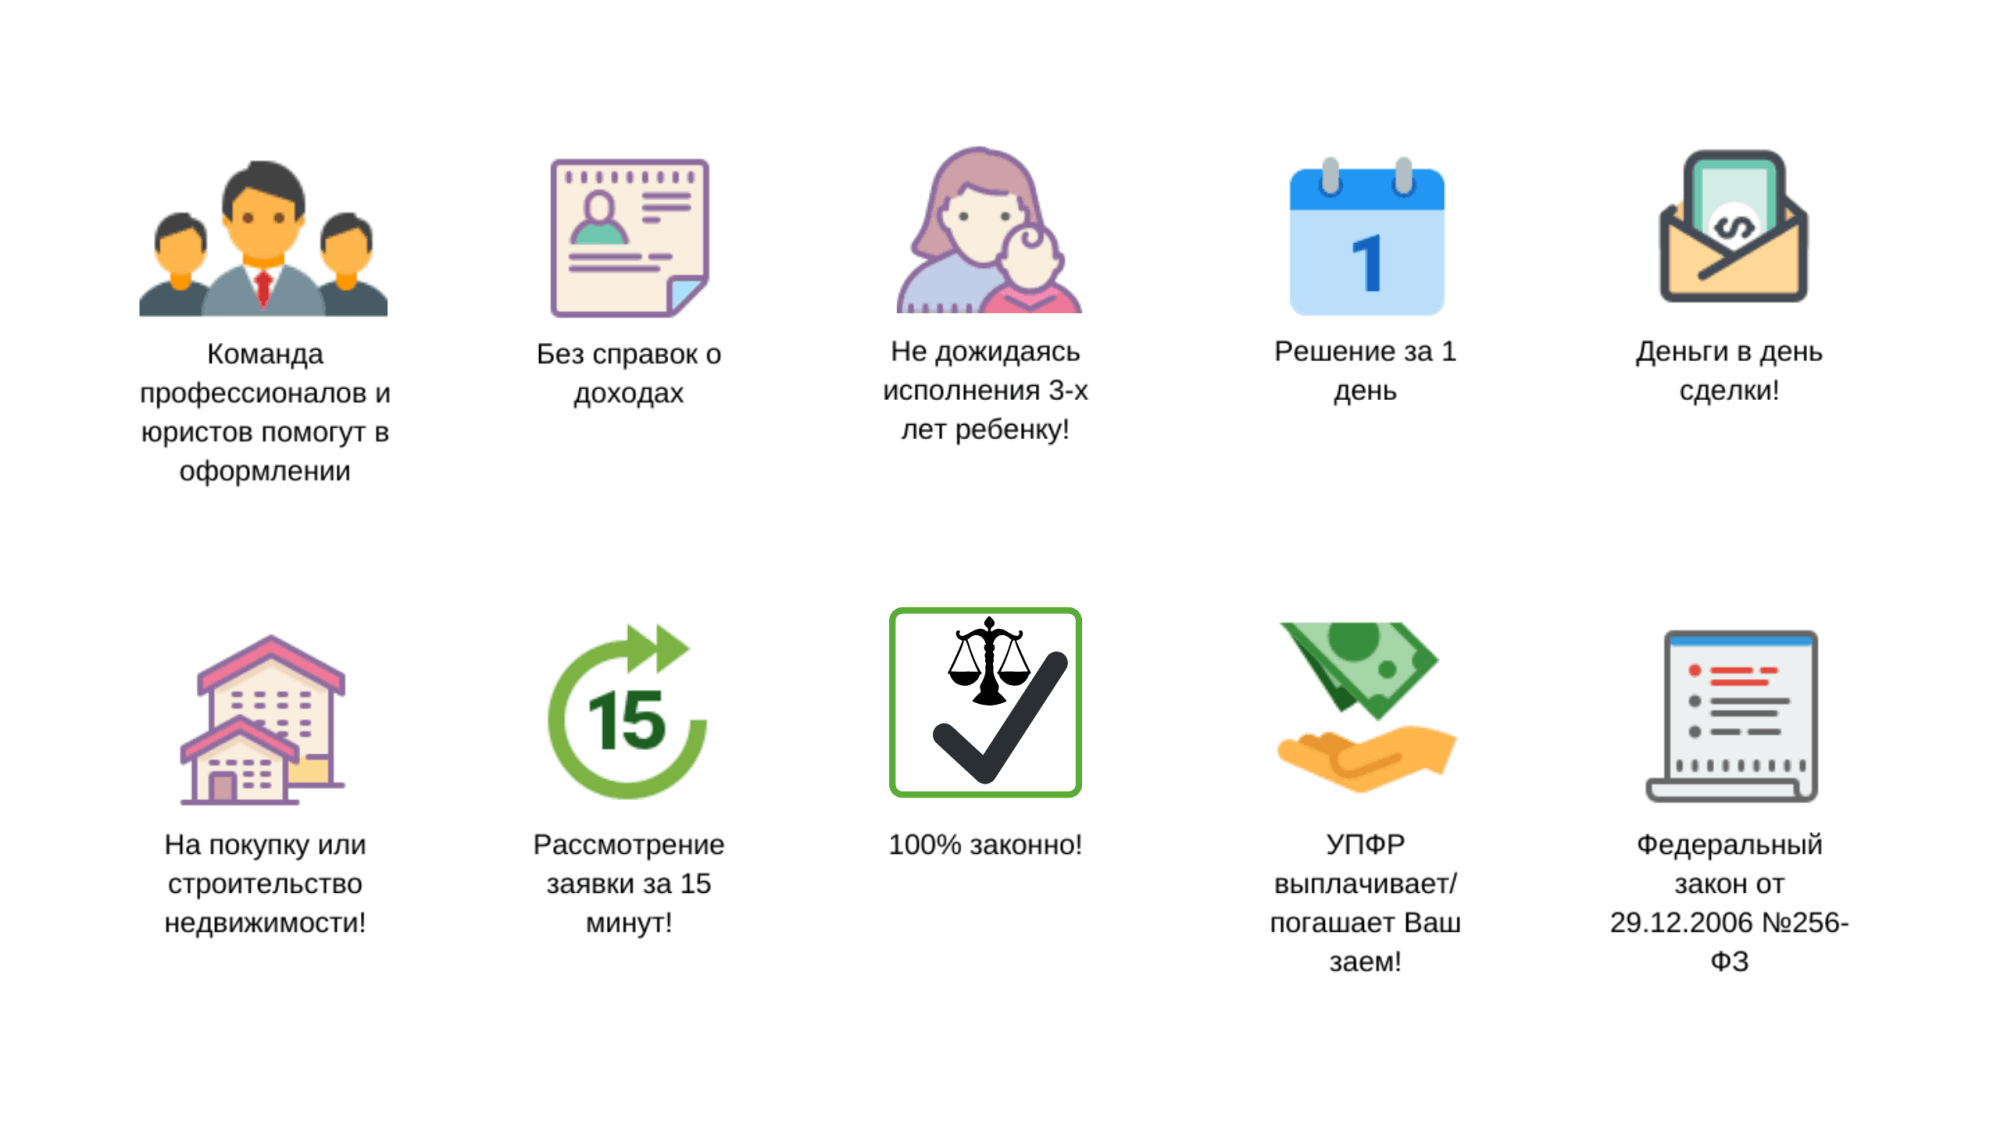 Команда
профессионалов и
юристов помогут в
оформлении
Без справок о
доходах
Не дожидаясь
исполнения 3-х
лет ребенку!
1
Решение за 1
день
$
Деньги в день
сделки!
На покупку или
строительство
недвижимости!
15
Рассмотрение
заявки за 15
минут!
100% законно!
УПФР
выплачивает/
погашает Ваш
заем!
Федеральный
закон от
29.12.2006 №256-
ФЗ